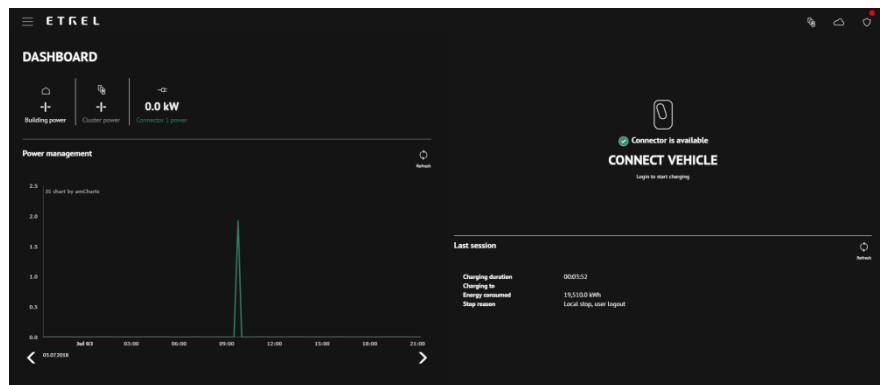 ETREL
DASHBOARD
-|-
Building power
-|-
Cluster power
0.0 kW
Connector 1 power
Power management
Refresh
JS chart by amCharts
2.5
2.0
1.5
1.0
0.5
0.0
Jul 03 03:00 06:00 09:00 12:00 15:00 18:00 21:00
03.07.2018
Connector is available
CONNECT VEHICLE
Login to start charging
Last session
Refresh
Charging duration 00:03:52
Charging to
Energy consumed 19,510.0 kWh
Stop reason Local stop, user logout